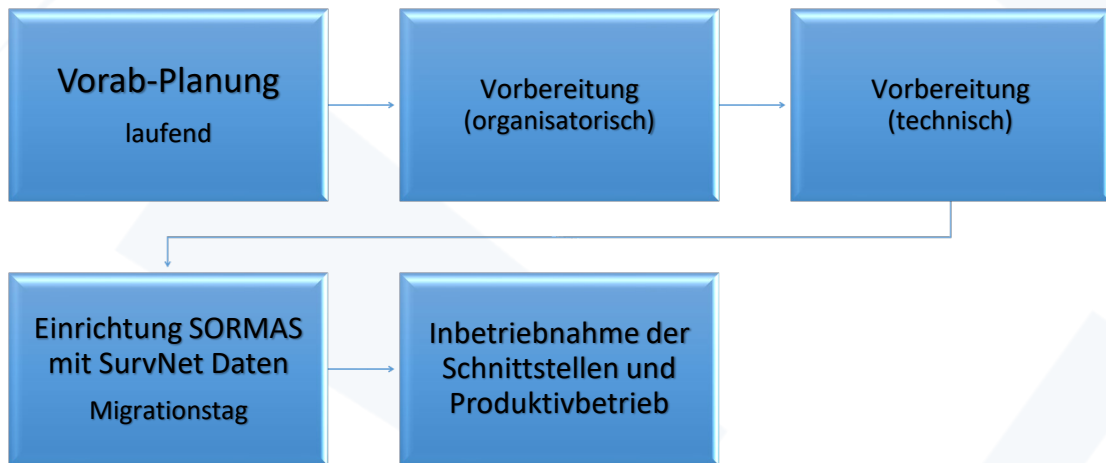 Vorab-Planung
laufend
Vorbereitung
(organisatorisch)
Vorbereitung
(technisch)
Einrichtung SORMAS
mit SurvNet Daten
Migrationstag
Inbetriebnahme der
Schnittstellen und
Produktivbetrieb